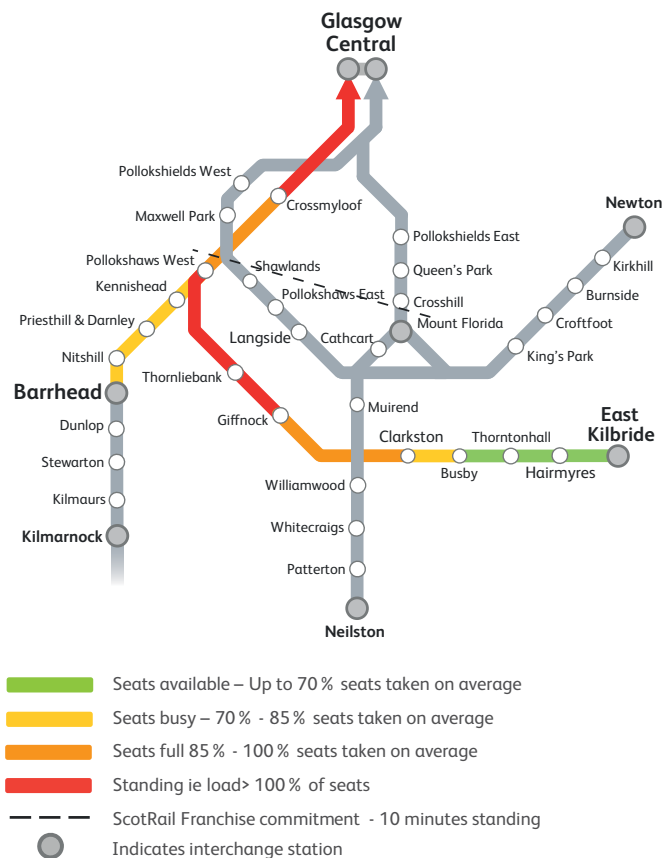 Glasgow
Central
Pollokshields West
Crossmyloof
Newton
Maxwell Park
Pollokshields East
Pollokshaws West
Kirkhill
Shawlands
Queen's Park
Kennishead
Burnside
Pollokshaws East
Crosshill
Priesthill & Darnley
Croftfoot
Langside
Cathcart
Mount Florida
Nitshill
King's Park
Thornliebank
Barrhead
Muirend
Giffnock
East
Kilbride
Dunlop
Clarkston
Thorntonhall
Stewarton
Busby
Hairmyres
Williamwood
Kilmaurs
Whitecraigs
Kilmarnock
Patterton
Neilston
Seats available – Up to 70 % seats taken on average
Seats busy – 70 % - 85 % seats taken on average
Seats full 85 % - 100 % seats taken on average
Standing ie load> 100 % of seats
ScotRail Franchise commitment - 10 minutes standing
Indicates interchange station